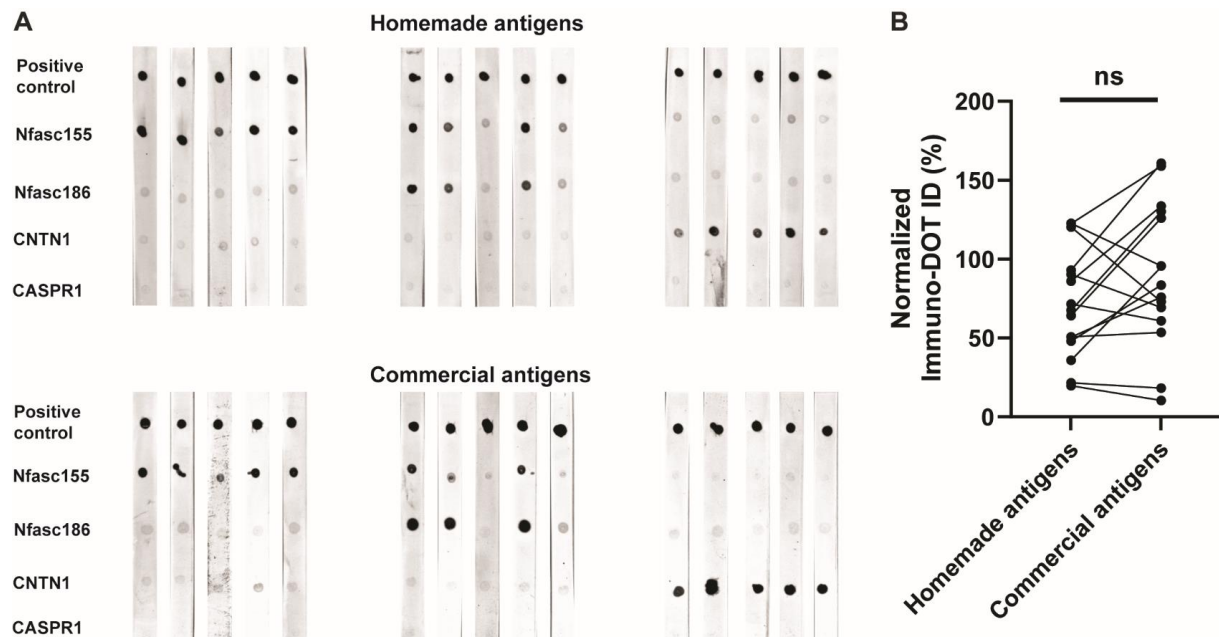 A
Homemade antigens
Positive
control
Nfasc155
Nfasc186
CNTN1
CASPR1
Commercial antigens
Positive
control
Nfasc155
Nfasc186
CNTN1
CASPR1
B
ns
Normalized
Immuno-DOT ID (%)
200
150
100
50
0
Homemade antigens
Commercial antigens